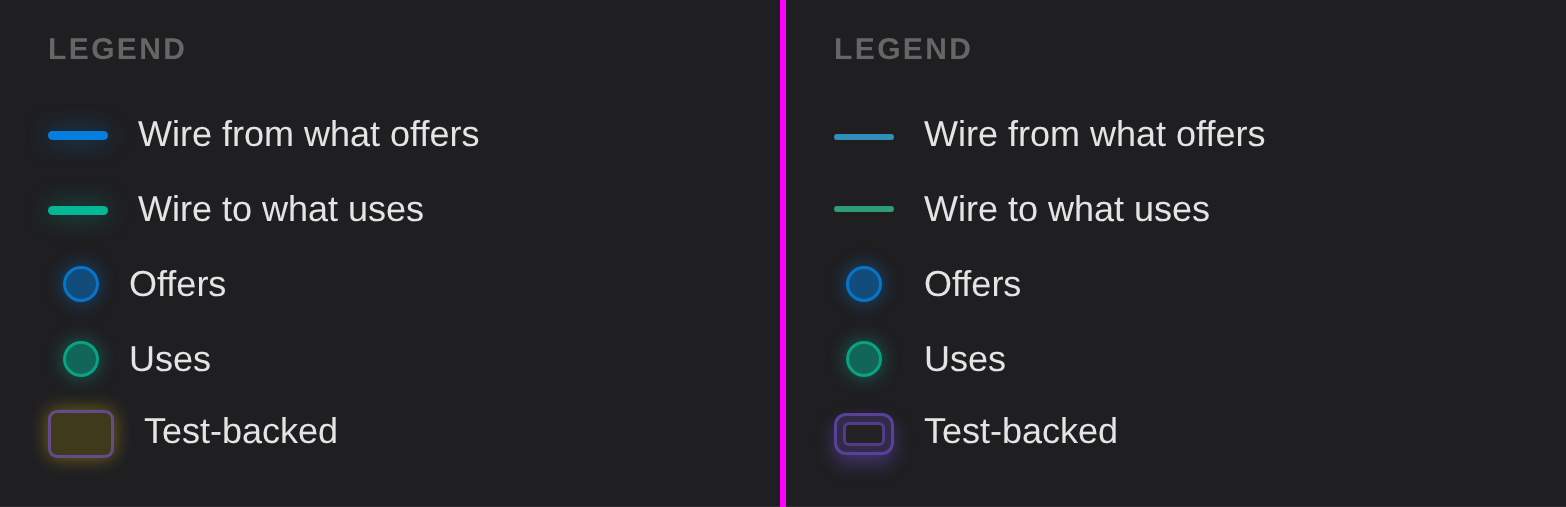 LEGEND
Wire from what offers
Wire to what uses
Offers
Uses
Test-backed
LEGEND
Wire from what offers
Wire to what uses
Offers
Uses
Test-backed